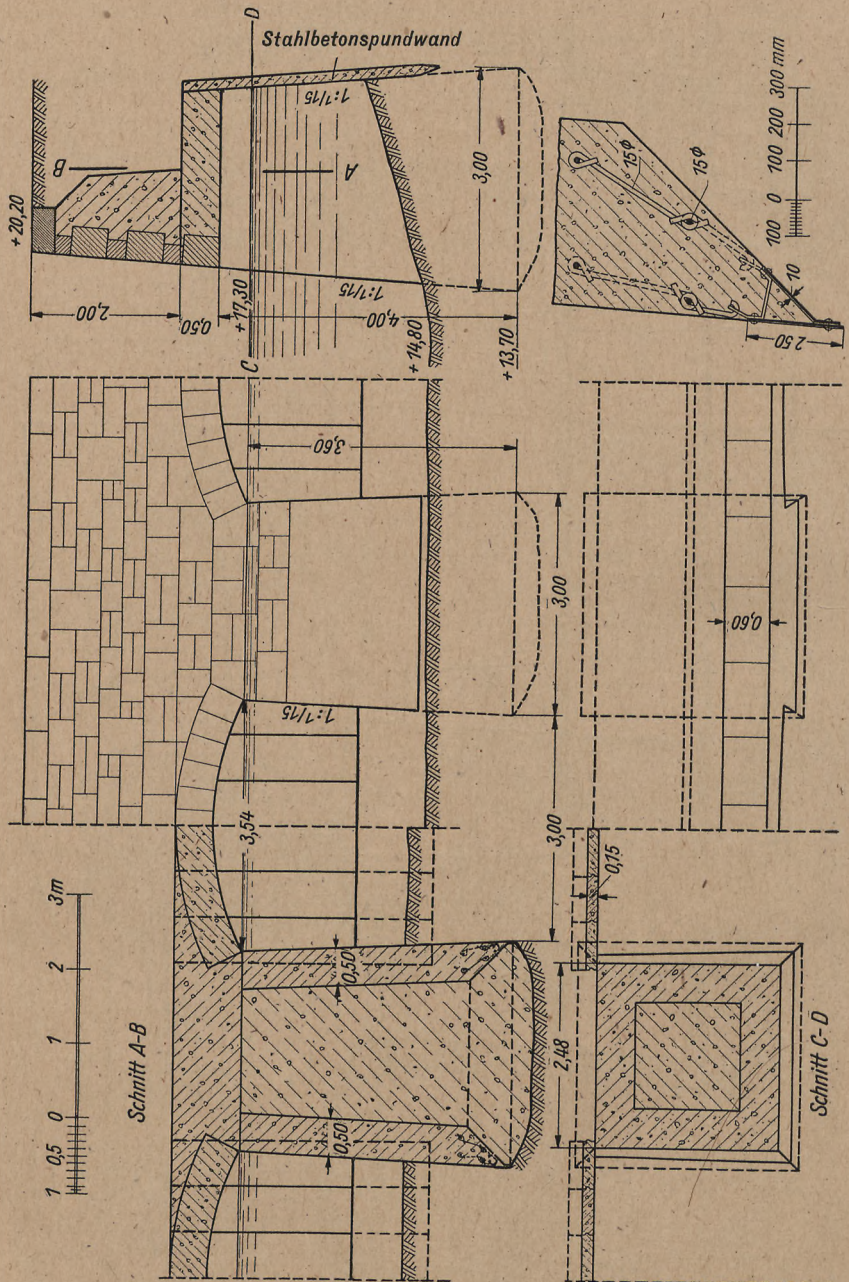 Stahlbetonspundwand
D
+20,20
B
2,00
0,50
+17,30
C
1:1/15
A
1:1/15
4,00
+14,80
+13,70
3,00
3,60
100 0 100 200 300 mm
15Φ
15Φ
10
250
1:1/15
3,54
3,00
3,00
0,60
1 0,5 0 1 2 3m
Schnitt A-B
0,50
0,50
0,15
2,48
Schnitt C-D